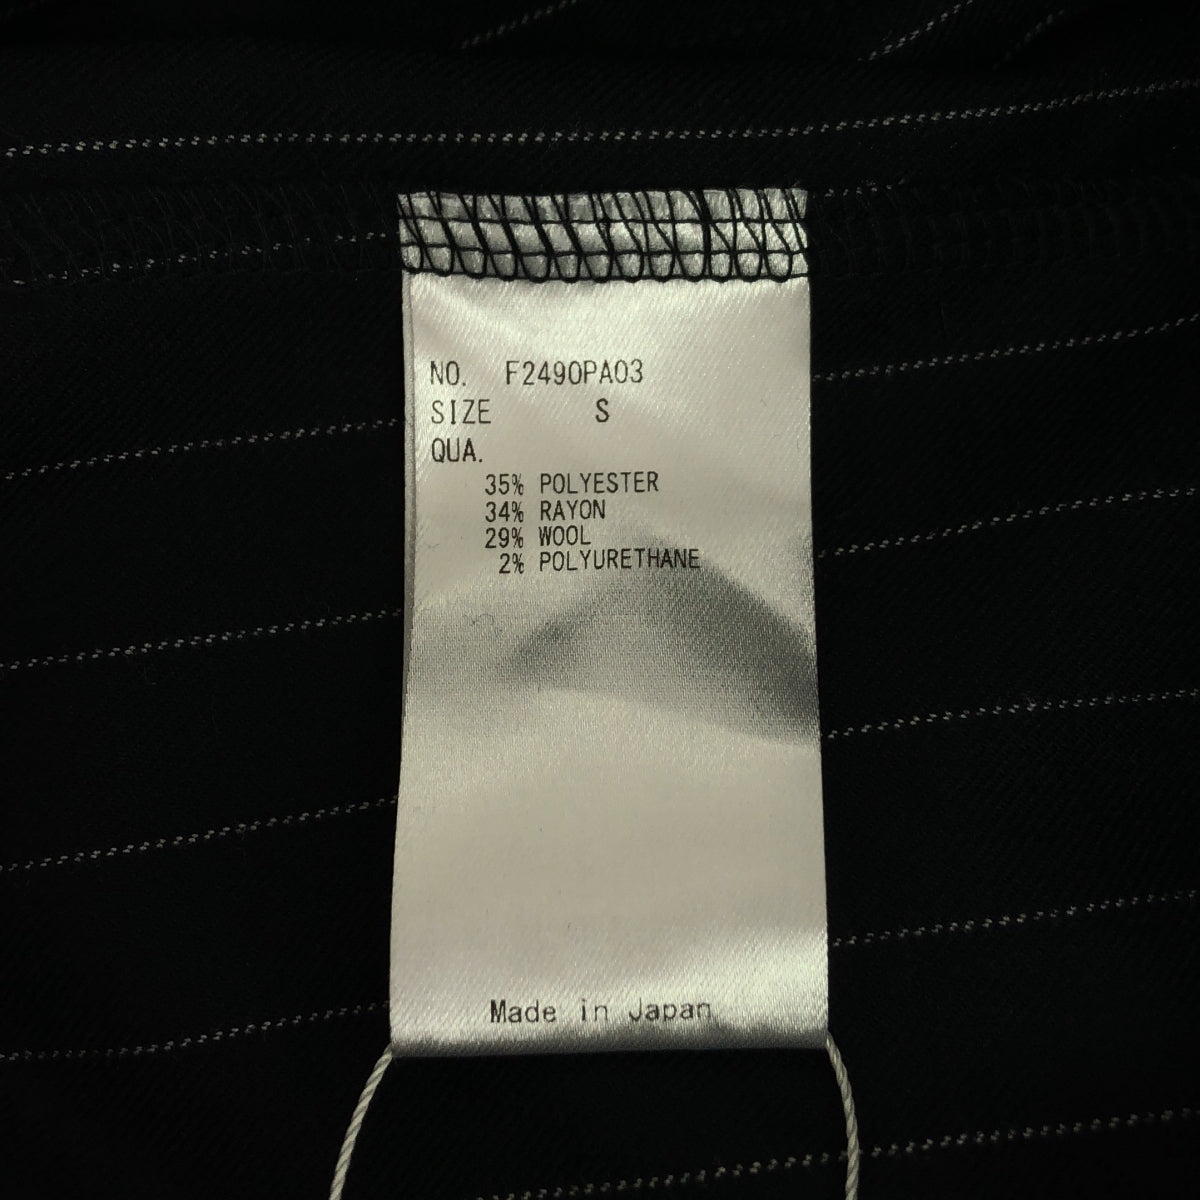 NO. F2490PA03
SIZE S
QUA.
35% POLYESTER
34% RAYON
29% WOOL
2% POLYURETHANE
Made in Japan